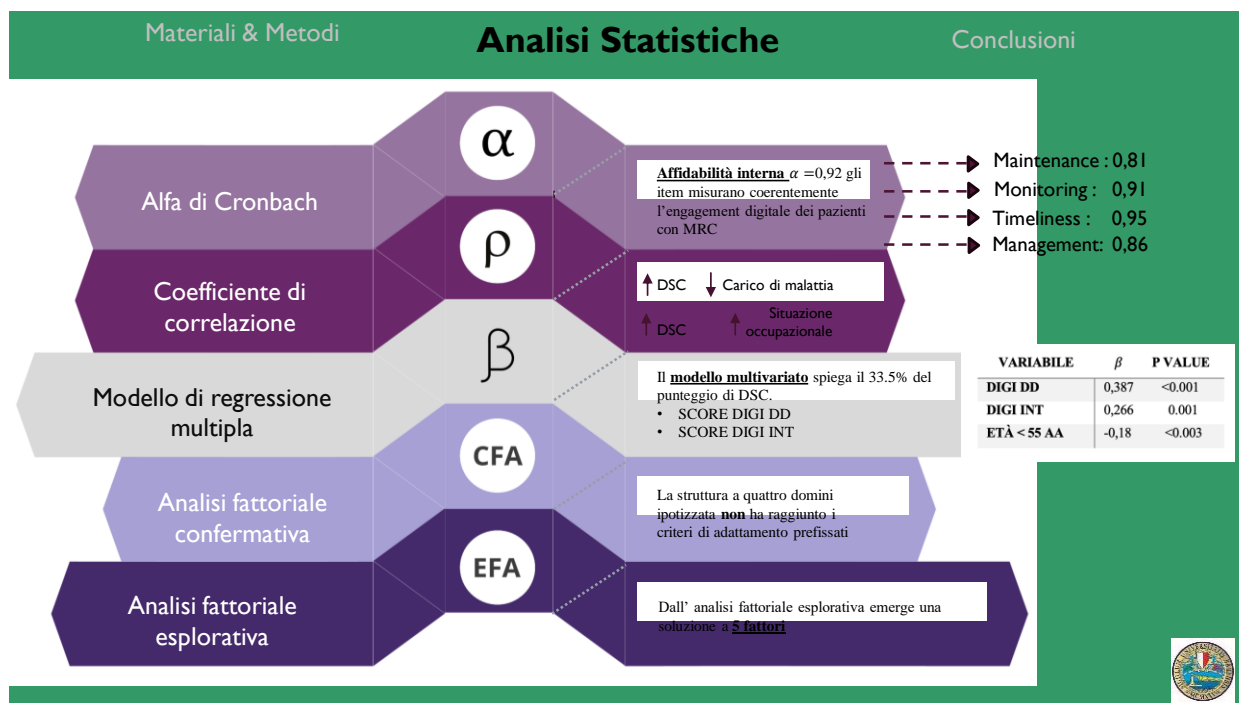 Materiali & Metodi
Analisi Statistiche
Conclusioni
α
Alfa di Cronbach
Affidabilità interna α =0,92 gli
item misurano coerentemente
l'engagement digitale dei pazienti
con MRC
Maintenance : 0,81
Monitoring : 0,91
Timeliness : 0,95
Management: 0,86
ρ
Coefficiente di
correlazione
↑ DSC ↓ Carico di malattia
↑ DSC ↑ Situazione
occupazionale
β
Modello di regressione
multipla
Il modello multivariato spiega il 33.5% del
punteggio di DSC.
• SCORE DIGI DD
• SCORE DIGI INT
VARIABILE β P VALUE
DIGI DD 0,387 <0.001
DIGI INT 0,266 0.001
ETÀ < 55 AA -0,18 <0.003
CFA
Analisi fattoriale
confermativa
La struttura a quattro domini
ipotizzata non ha raggiunto i
criteri di adattamento prefissati
EFA
Analisi fattoriale
esplorativa
Dall' analisi fattoriale esplorativa emerge una
soluzione a 5 fattori